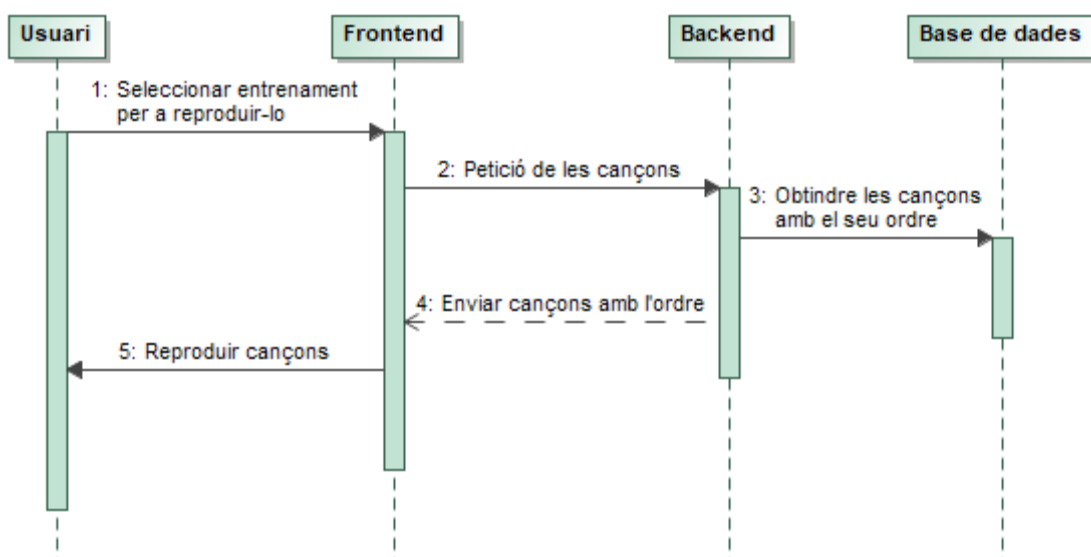 Usuari
Frontend
Backend
Base de dades
1: Seleccionar entrenament
per a reproduir-lo
2: Petició de les cançons
3: Obtindre les cançons
amb el seu ordre
4: Enviar cançons amb l'ordre
5: Reproduir cançons